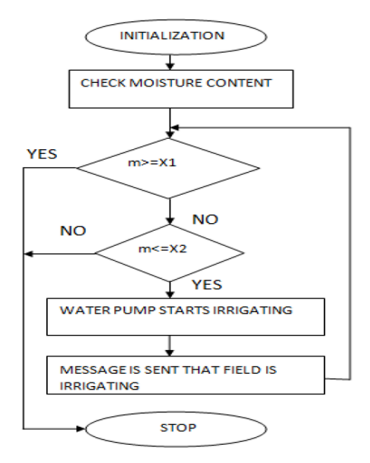 INITIALIZATION
CHECK MOISTURE CONTENT
YES
m>=X1
NO
NO
m<=X2
YES
WATER PUMP STARTS IRRIGATING
MESSAGE IS SENT THAT FIELD IS
IRRIGATING
STOP